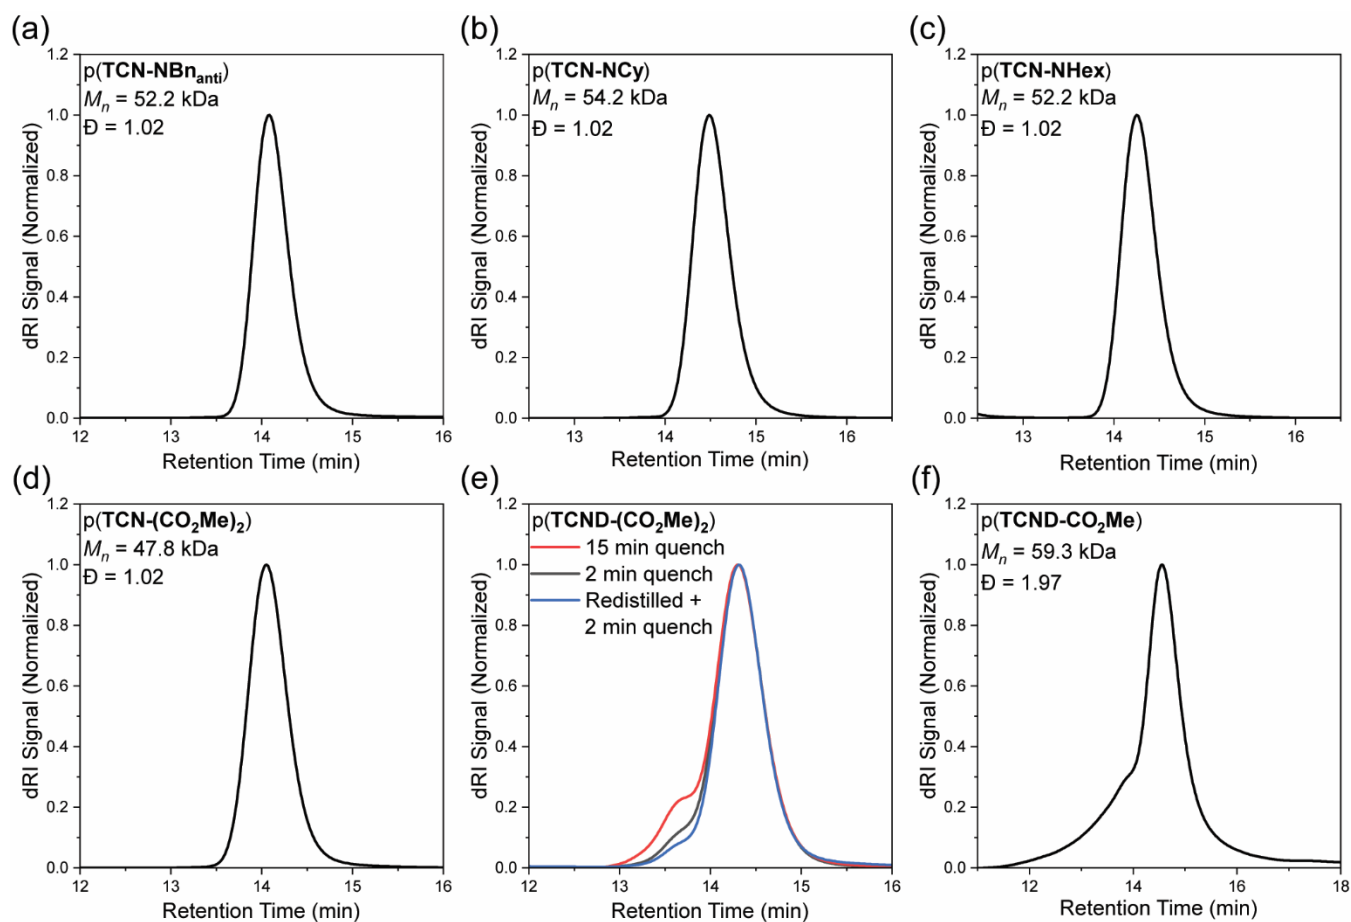 (a)
p(TCN-NBn_anti)
M_n = 52.2 kDa
Đ = 1.02
dRI Signal (Normalized)
1.2
1.0
0.8
0.6
0.4
0.2
0.0
12 13 14 15 16
Retention Time (min)
(b)
p(TCN-NCy)
M_n = 54.2 kDa
Đ = 1.02
dRI Signal (Normalized)
1.2
1.0
0.8
0.6
0.4
0.2
0.0
13 14 15 16
Retention Time (min)
(c)
p(TCN-NHex)
M_n = 52.2 kDa
Đ = 1.02
dRI Signal (Normalized)
1.2
1.0
0.8
0.6
0.4
0.2
0.0
13 14 15 16
Retention Time (min)
(d)
p(TCN-(CO₂Me)₂)
M_n = 47.8 kDa
Đ = 1.02
dRI Signal (Normalized)
1.2
1.0
0.8
0.6
0.4
0.2
0.0
12 13 14 15 16
Retention Time (min)
(e)
p(TCND-(CO₂Me)₂)
15 min quench
2 min quench
Redistilled +
2 min quench
dRI Signal (Normalized)
1.2
1.0
0.8
0.6
0.4
0.2
0.0
12 13 14 15 16
Retention Time (min)
(f)
p(TCND-CO₂Me)
M_n = 59.3 kDa
Đ = 1.97
dRI Signal (Normalized)
1.2
1.0
0.8
0.6
0.4
0.2
0.0
12 14 16 18
Retention Time (min)